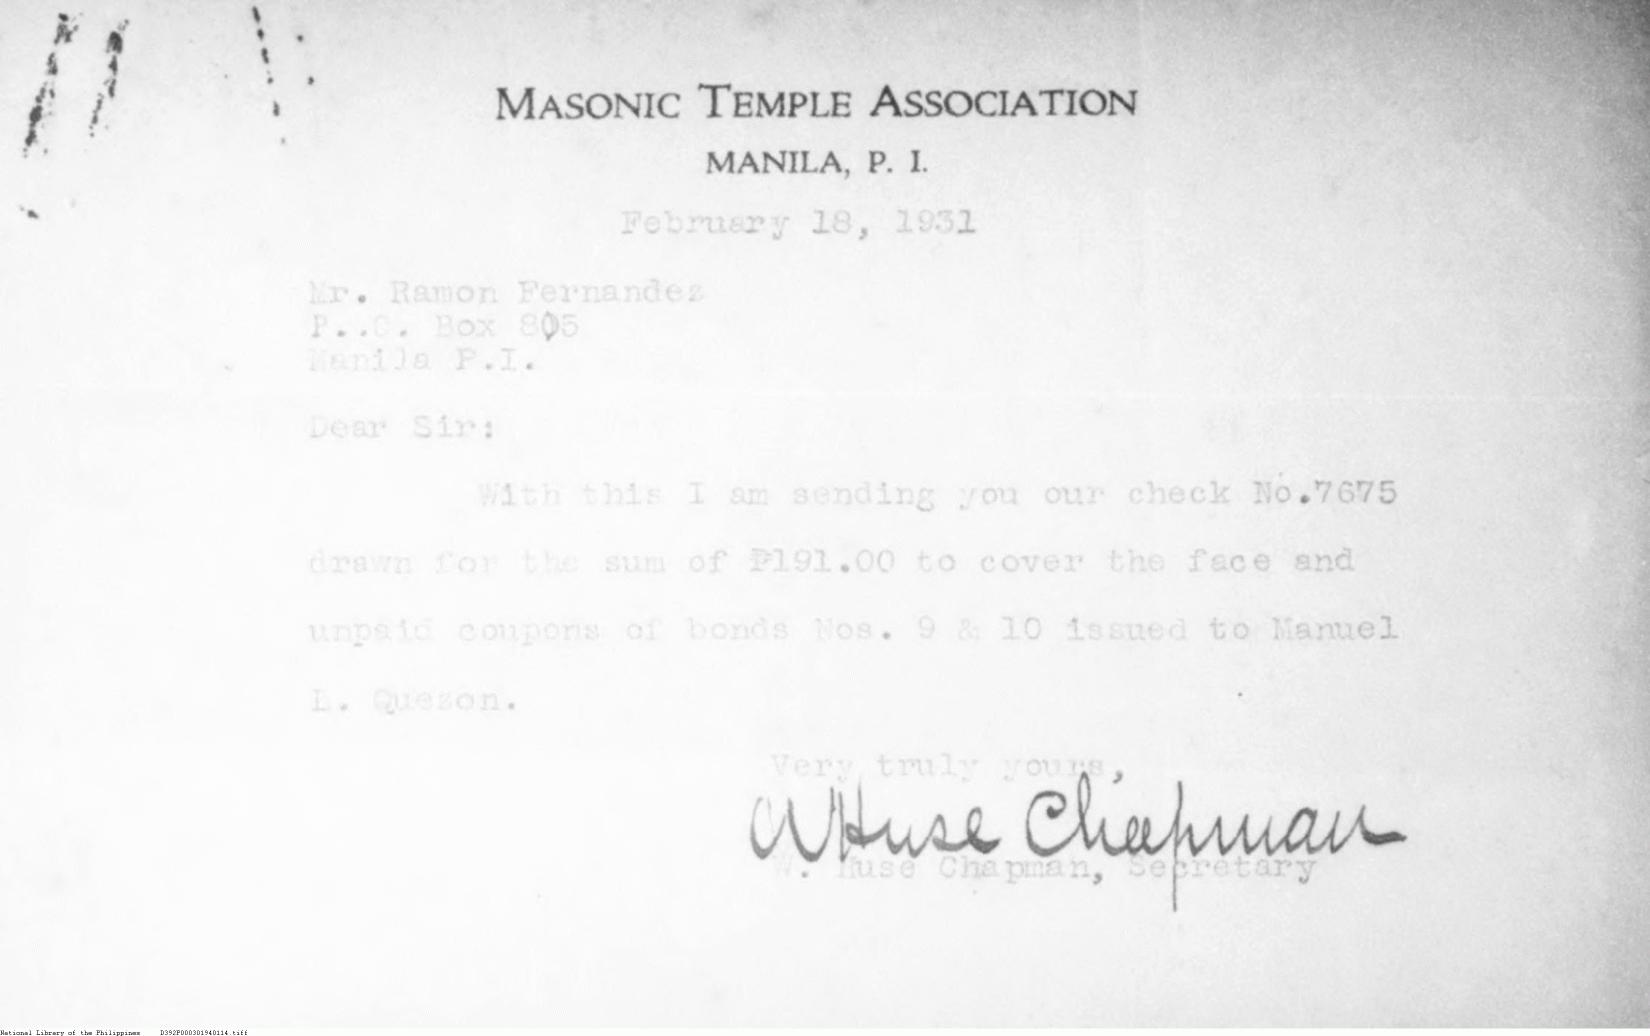 MASONIC TEMPLE ASSOCIATION
MANILA, P. I.
February 18, 1931
Mr. Ramon Fernandez
P..O. Box 805
Manila P.I.
Dear Sir:
With this I am sending you our check No.7675
drawn for the sum of ₱191.00 to cover the face and
unpaid coupons of bonds Nos. 9 & 10 issued to Manuel
L. Quezon.
Very truly yours,
W Huse Chapman
W. Huse Chapman, Secretary
National Library of the Philippines D392P000301940114.tiff